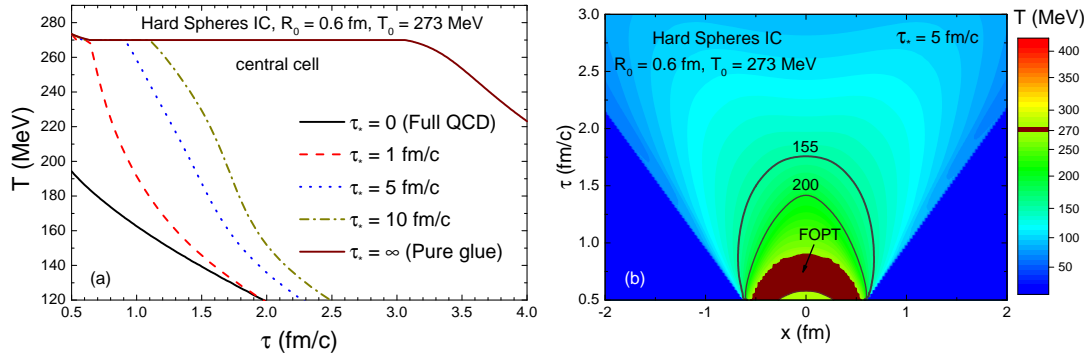 Hard Spheres IC, R₀ = 0.6 fm, T₀ = 273 MeV
central cell
τ* = 0 (Full QCD)
τ* = 1 fm/c
τ* = 5 fm/c
τ* = 10 fm/c
τ* = ∞ (Pure glue)
(a)
T (MeV)
280
260
240
220
200
180
160
140
120
0.5
1.0
1.5
2.0
2.5
3.0
3.5
4.0
τ (fm/c)
Hard Spheres IC
τ* = 5 fm/c
R₀ = 0.6 fm, T₀ = 273 MeV
155
200
FOPT
(b)
τ (fm/c)
3.0
2.5
2.0
1.5
1.0
0.5
-2
-1
0
1
2
x (fm)
T (MeV)
400
350
300
270
200
150
100
50